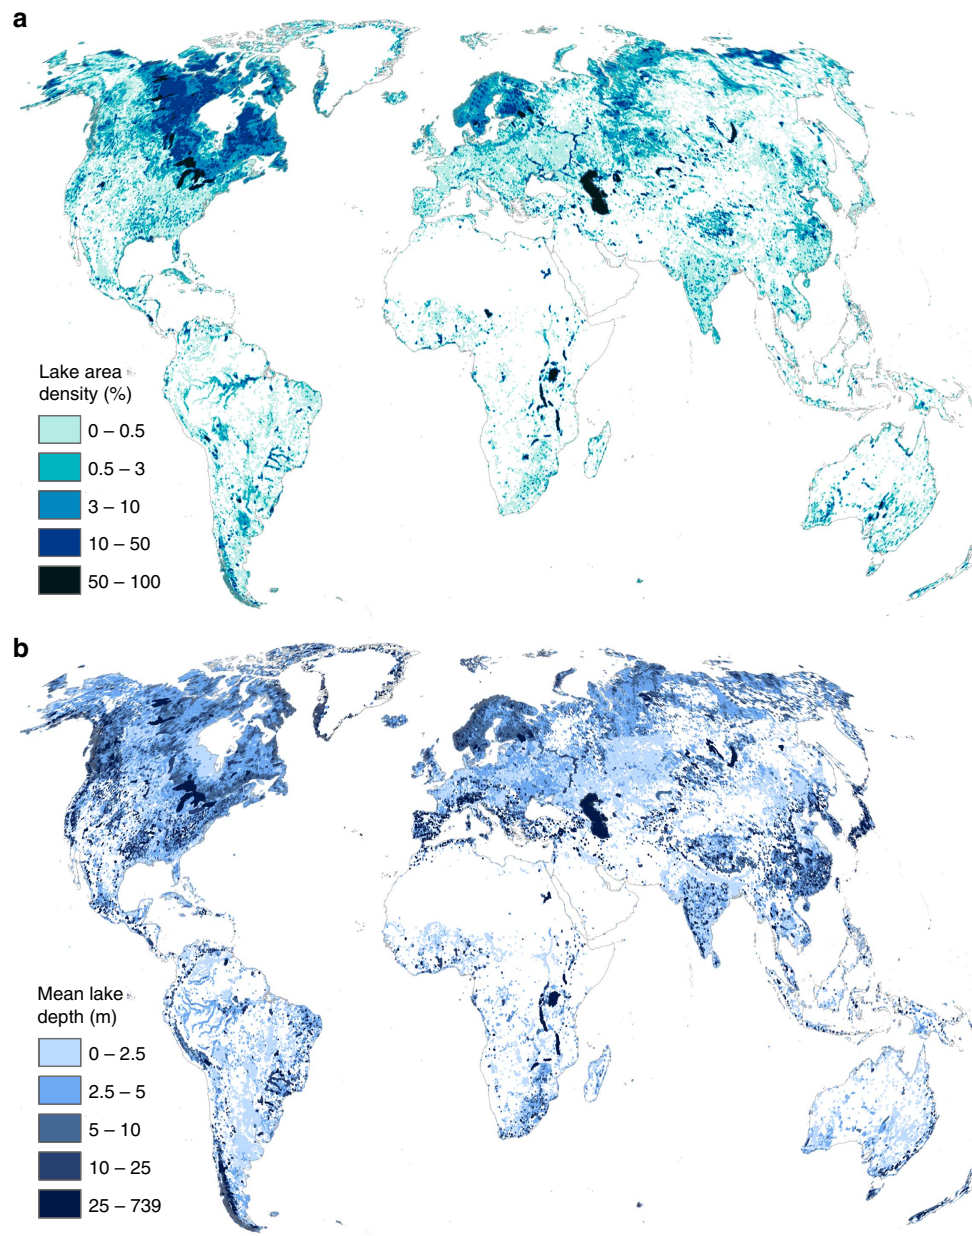 a
Lake area
density (%)
0 – 0.5
0.5 – 3
3 – 10
10 – 50
50 – 100
b
Mean lake
depth (m)
0 – 2.5
2.5 – 5
5 – 10
10 – 25
25 – 739